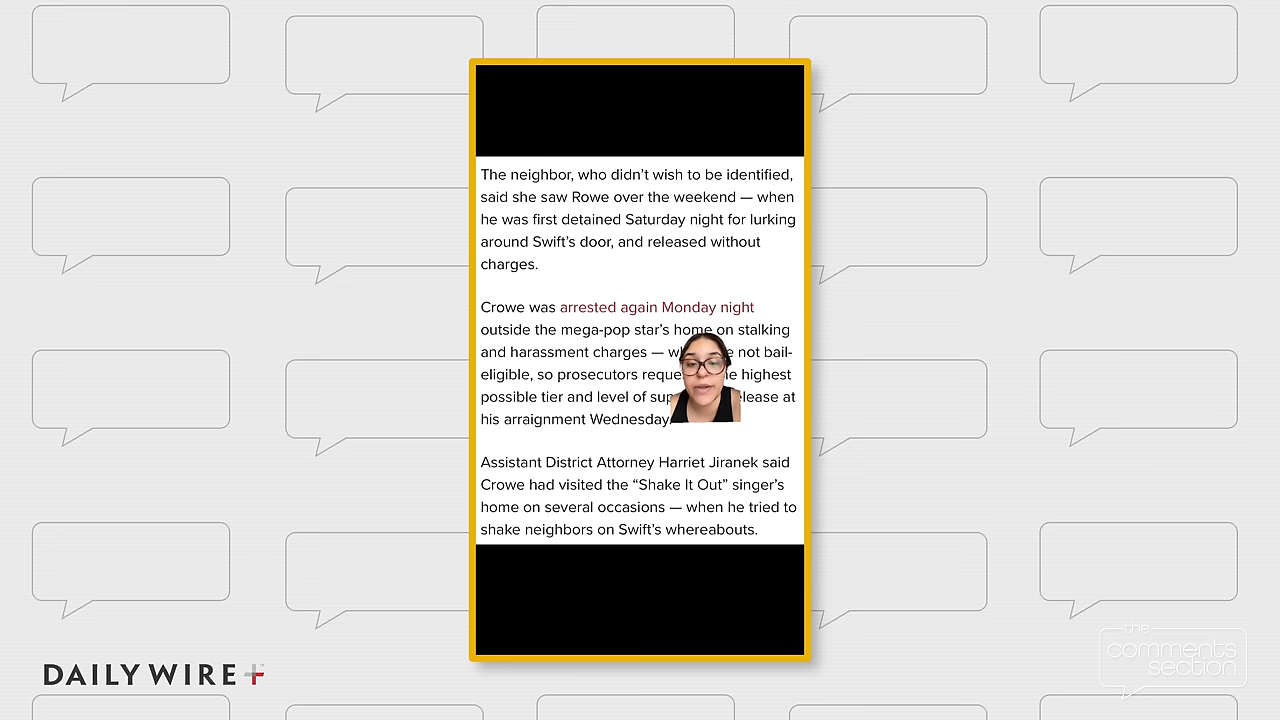 The neighbor, who didn’t wish to be identified,
said she saw Rowe over the weekend — when
he was first detained Saturday night for lurking
around Swift’s door, and released without
charges.
Crowe was arrested again Monday night
outside the mega-pop star’s home on stalking
and harassment charges — not bail-
eligible, so prosecutors highest
possible tier and level of at
his arraignment Wednesday.
Assistant District Attorney Harriet Jiranek said
Crowe had visited the “Shake It Out” singer’s
home on several occasions — when he tried to
shake neighbors on Swift’s whereabouts.
DAILY WIRE+
the
comments
section